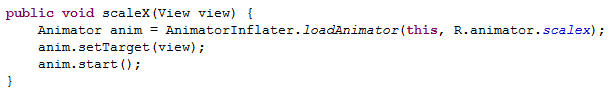 public void scaleX(View view) {
    Animator anim = AnimatorInflater.loadAnimator(this, R.animator.scalex);
    anim.setTarget(view);
    anim.start();
}